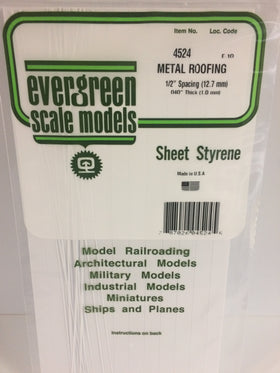 Item No. Loc. Code
4524
METAL ROOFING
1/2" Spacing (12.7 mm)
.040" Thick (1.0 mm)
evergreen
scale models
Sheet Styrene
Made in U.S.A
Model Railroading
Architectural Models
Military Models
Industrial Models
Miniatures
Ships and Planes
Instructions on back